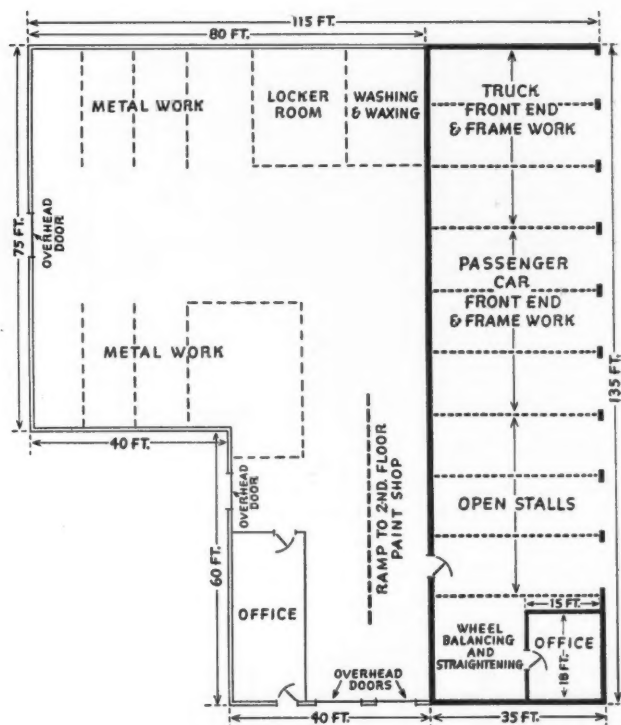 115 FT.
80 FT.
METAL WORK
LOCKER
ROOM
WASHING
& WAXING
TRUCK
FRONT END
& FRAME WORK
75 FT.
OVERHEAD
DOOR
PASSENGER
CAR
FRONT END
& FRAME WORK
135 FT.
METAL WORK
40 FT.
OVERHEAD
DOOR
60 FT.
RAMP TO 2ND. FLOOR
PAINT SHOP
OPEN STALLS
OFFICE
WHEEL
BALANCING
AND
STRAIGHTENING
15 FT.
OFFICE
18 FT.
OVERHEAD
DOORS
40 FT.
35 FT.